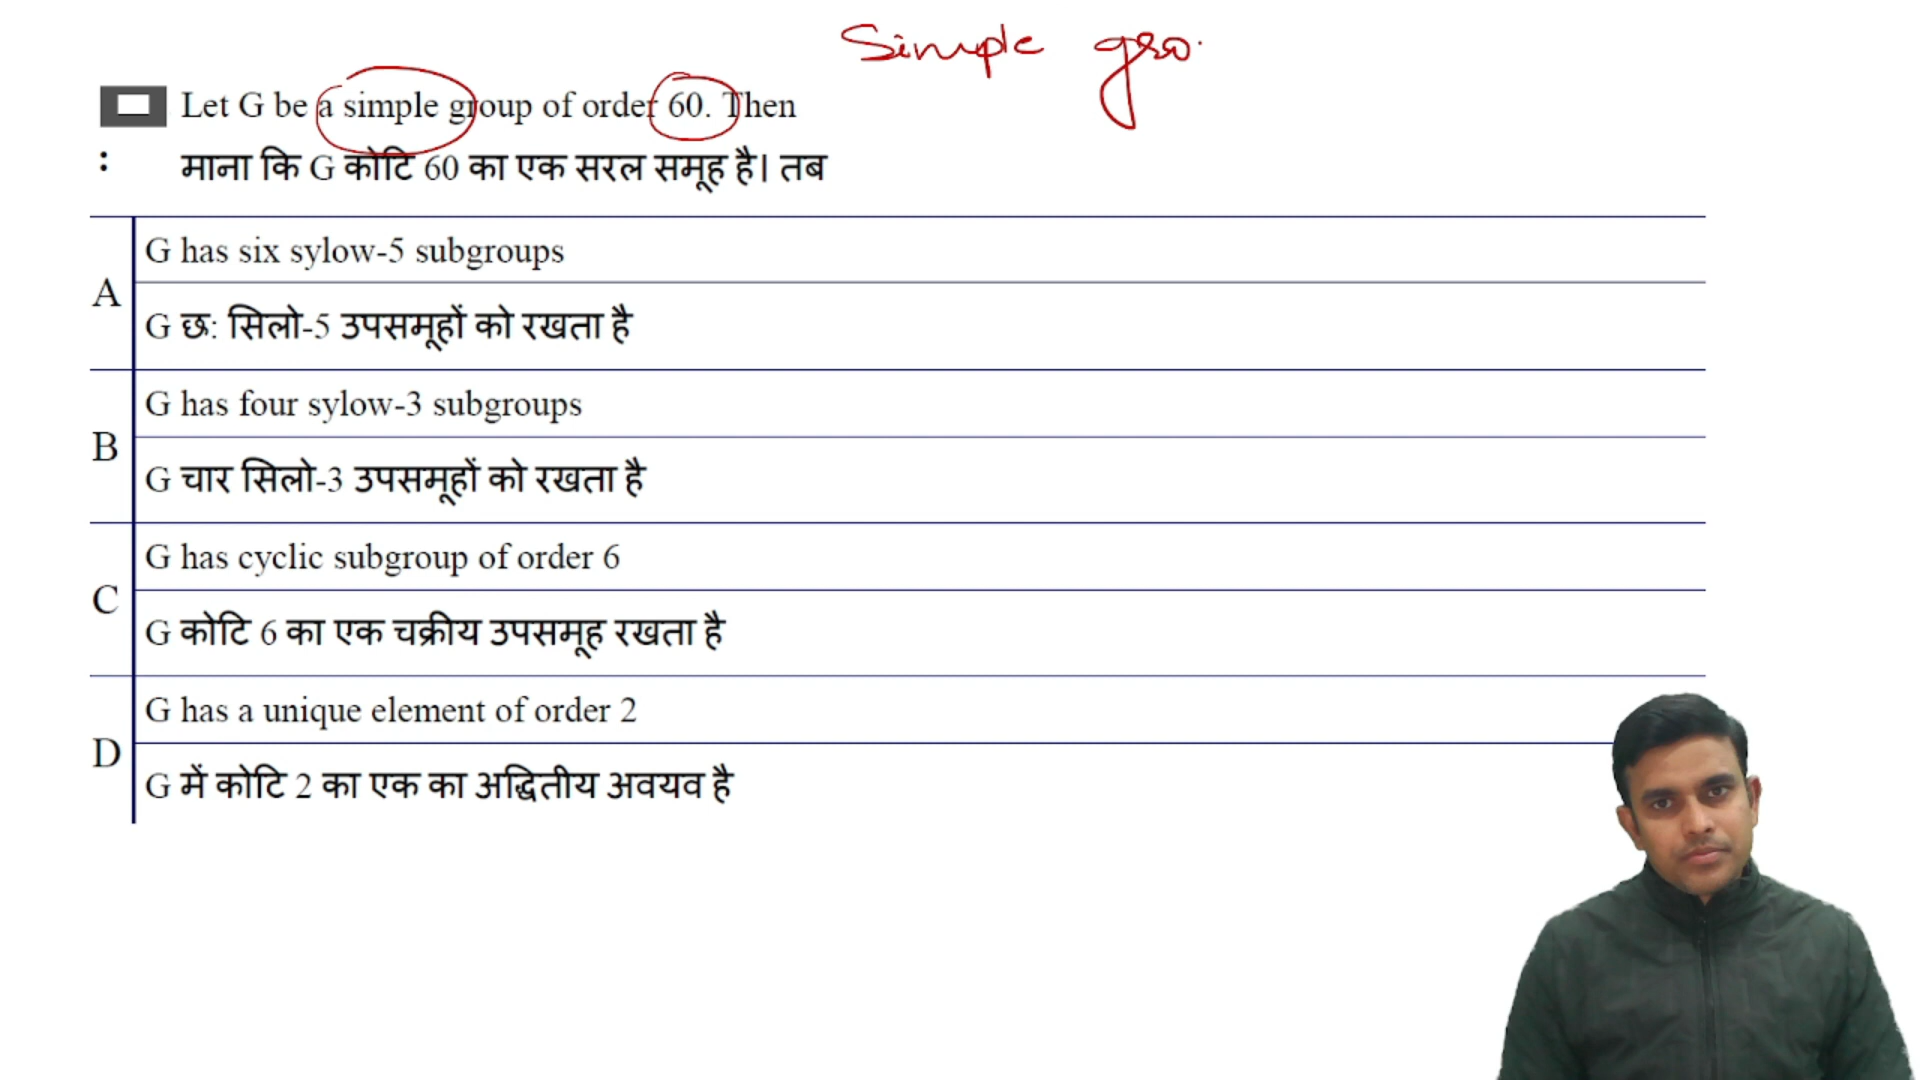 Simple gro
Let G be a simple group of order 60. Then
: माना कि G कोटि 60 का एक सरल समूह है। तब
A
G has six sylow-5 subgroups
G छ: सिलो-5 उपसमूहों को रखता है
B
G has four sylow-3 subgroups
G चार सिलो-3 उपसमूहों को रखता है
C
G has cyclic subgroup of order 6
G कोटि 6 का एक चक्रीय उपसमूह रखता है
D
G has a unique element of order 2
G में कोटि 2 का एक का अद्धितीय अवयव है